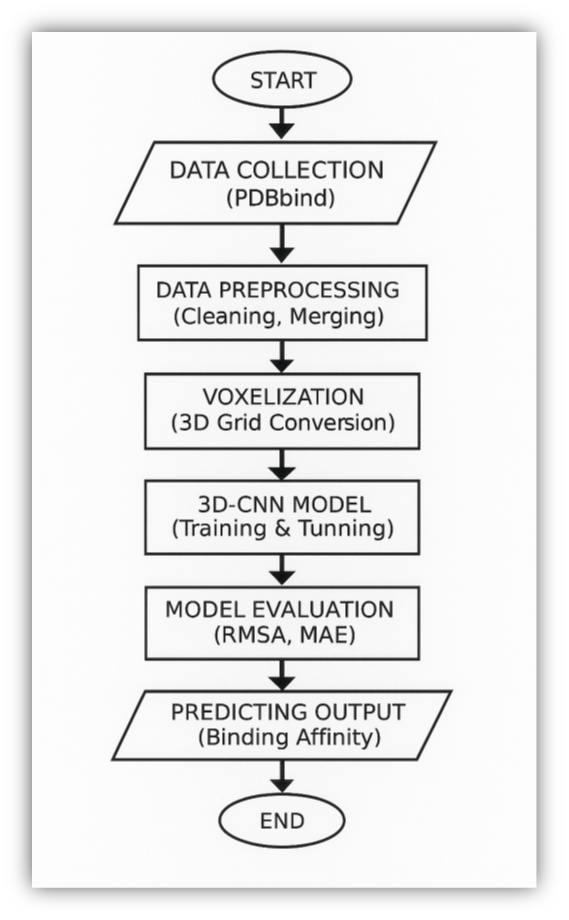 START
DATA COLLECTION
(PDBbind)
DATA PREPROCESSING
(Cleaning, Merging)
VOXELIZATION
(3D Grid Conversion)
3D-CNN MODEL
(Training & Tunning)
MODEL EVALUATION
(RMSA, MAE)
PREDICTING OUTPUT
(Binding Affinity)
END